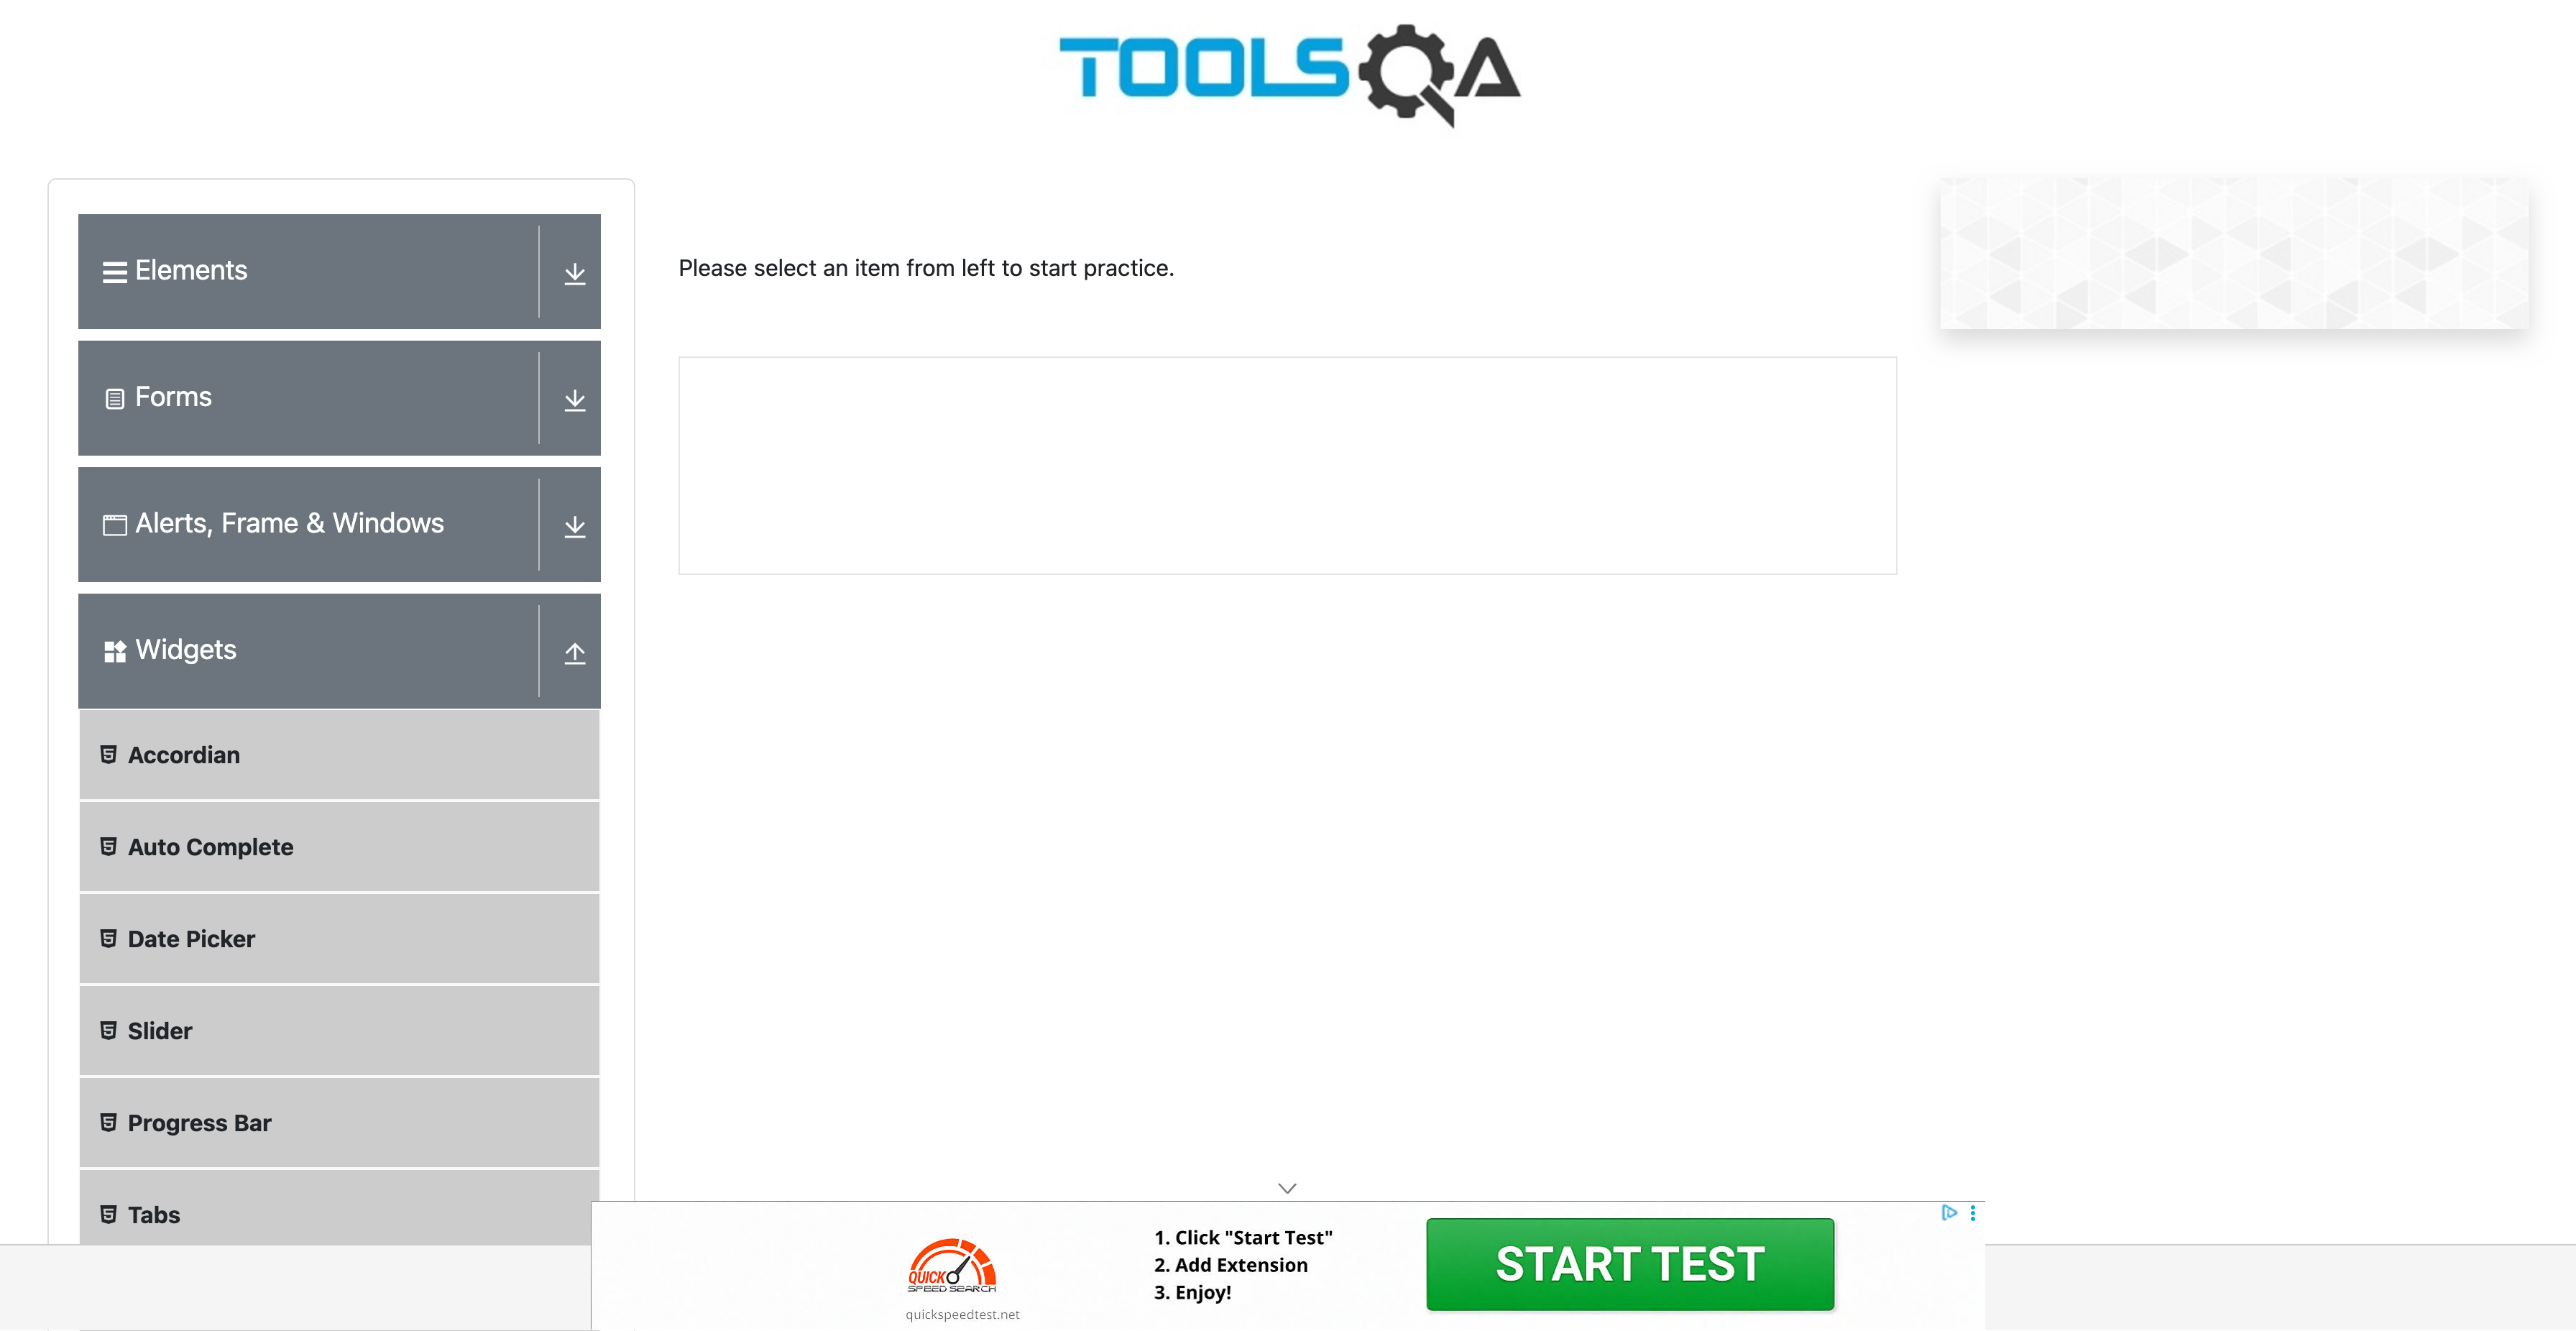 TOOLSQA
Elements
Please select an item from left to start practice.
Forms
Alerts, Frame & Windows
Widgets
Accordian
Auto Complete
Date Picker
Slider
Progress Bar
Tabs
QUICK
SPEED SEARCH
quickspeedtest.net
1. Click "Start Test"
2. Add Extension
3. Enjoy!
START TEST